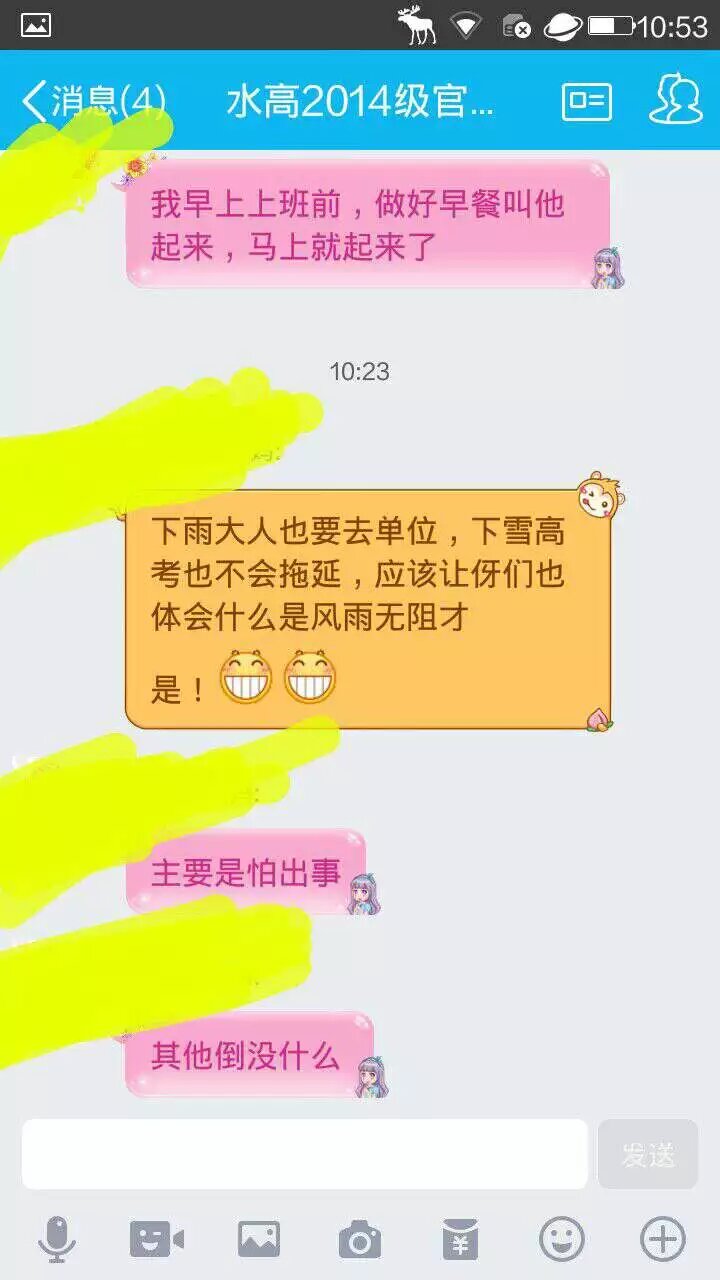 10:53
消息(4)
水高2014级官...
我早上上班前，做好早餐叫他
起来，马上就起来了
10:23
下雨大人也要去单位，下雪高
考也不会拖延，应该让伢们也
体会什么是风雨无阻才
是！
主要是怕出事
其他倒没什么
发送